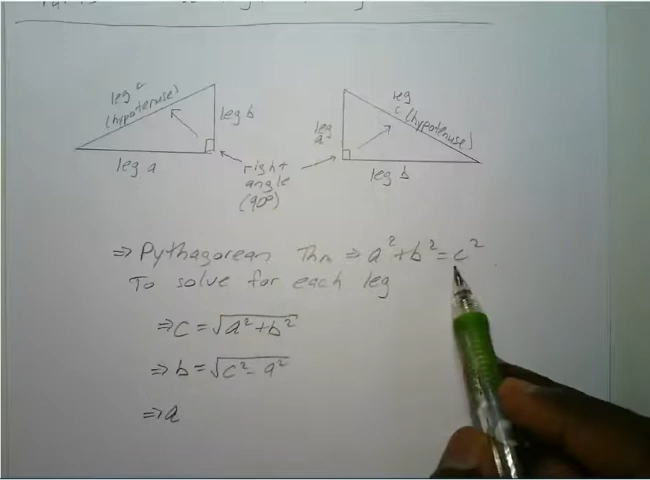 leg c
(hypotenuse)
leg b
leg a
leg
c (hypotenuse)
leg
a
leg b
right
angle
(90°)
⇒ Pythagorean Thm ⇒ a² + b² = c²
To solve for each leg
⇒ c = √a² + b²
⇒ b = √c² - a²
⇒ a